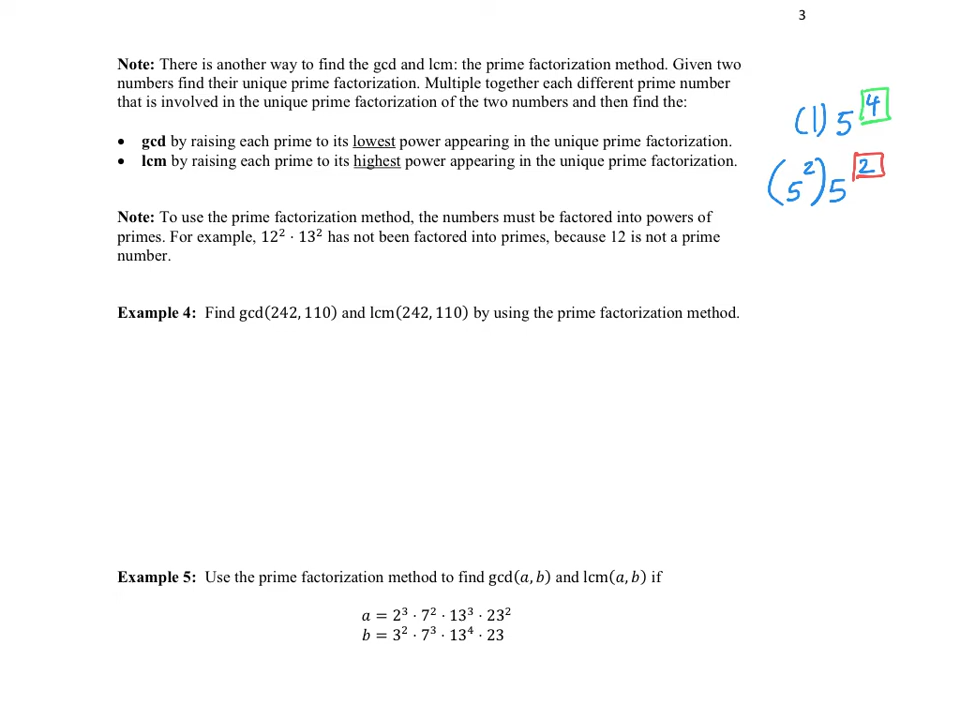 3
Note: There is another way to find the gcd and lcm: the prime factorization method. Given two
numbers find their unique prime factorization. Multiple together each different prime number
that is involved in the unique prime factorization of the two numbers and then find the:
(1) 5^4
• gcd by raising each prime to its lowest power appearing in the unique prime factorization.
• lcm by raising each prime to its highest power appearing in the unique prime factorization.
(5²) 5^2
Note: To use the prime factorization method, the numbers must be factored into powers of
primes. For example, 12² · 13² has not been factored into primes, because 12 is not a prime
number.
Example 4: Find gcd(242, 110) and lcm(242, 110) by using the prime factorization method.
Example 5: Use the prime factorization method to find gcd(a, b) and lcm(a, b) if
a = 2³ · 7² · 13³ · 23²
b = 3² · 7³ · 13⁴ · 23